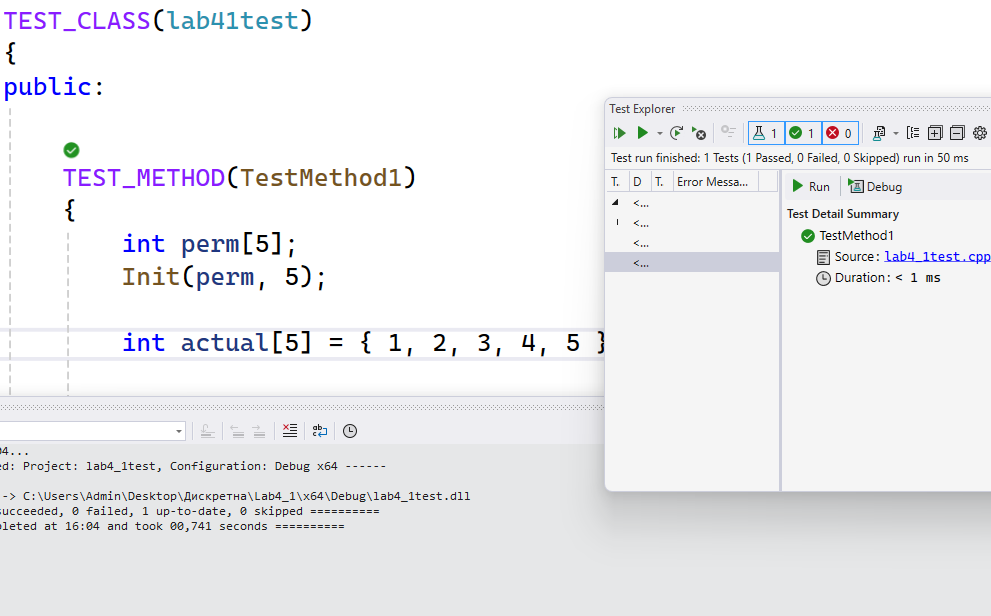 TEST_CLASS(lab41test)
{
public:
TEST_METHOD(TestMethod1)
{
int perm[5];
Init(perm, 5);
int actual[5] = { 1, 2, 3, 4, 5 }
Test Explorer
1 1 0
Test run finished: 1 Tests (1 Passed, 0 Failed, 0 Skipped) run in 50 ms
T. D T. Error Messa...
<...
<...
<...
<...
Run Debug
Test Detail Summary
TestMethod1
Source: lab4_1test.cpp
Duration: < 1 ms
04...
ed: Project: lab4_1test, Configuration: Debug x64 ------
-> C:\Users\Admin\Desktop\Дискретна\Lab4_1\x64\Debug\lab4_1test.dll
succeeded, 0 failed, 1 up-to-date, 0 skipped ==========
leted at 16:04 and took 00,741 seconds ==========